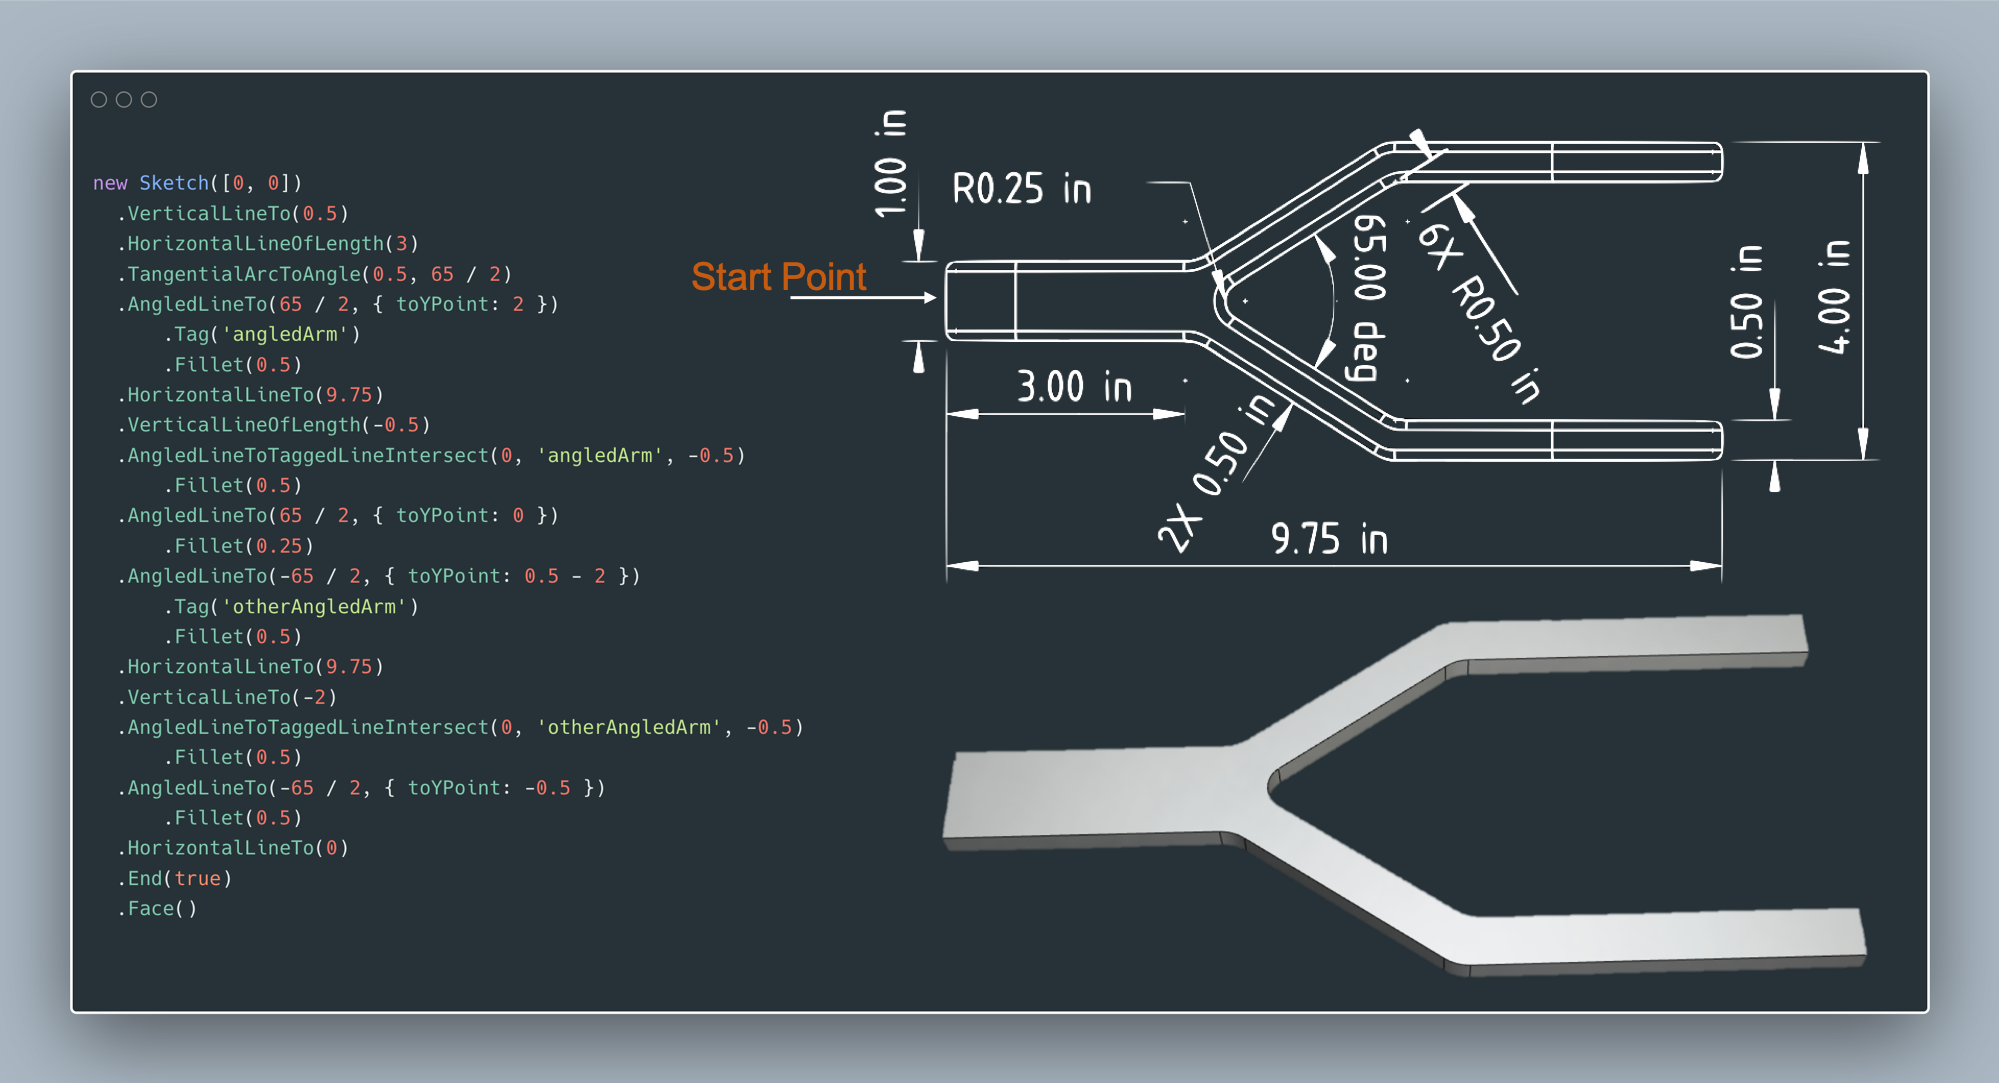 new Sketch([0, 0])
.VerticalLineTo(0.5)
.HorizontalLineOfLength(3)
.TangentialArcToAngle(0.5, 65 / 2)
.AngledLineTo(65 / 2, { toYPoint: 2 })
.Tag('angledArm')
.Fillet(0.5)
.HorizontalLineTo(9.75)
.VerticalLineOfLength(-0.5)
.AngledLineToTaggedLineIntersect(0, 'angledArm', -0.5)
.Fillet(0.5)
.AngledLineTo(65 / 2, { toYPoint: 0 })
.Fillet(0.25)
.AngledLineTo(-65 / 2, { toYPoint: 0.5 - 2 })
.Tag('otherAngledArm')
.Fillet(0.5)
.HorizontalLineTo(9.75)
.VerticalLineTo(-2)
.AngledLineToTaggedLineIntersect(0, 'otherAngledArm', -0.5)
.Fillet(0.5)
.AngledLineTo(-65 / 2, { toYPoint: -0.5 })
.Fillet(0.5)
.HorizontalLineTo(0)
.End(true)
.Face()
Start Point
1.00 in
R0.25 in
65.00 deg
6X R0.50 in
0.50 in
4.00 in
3.00 in
2X 0.50 in
9.75 in